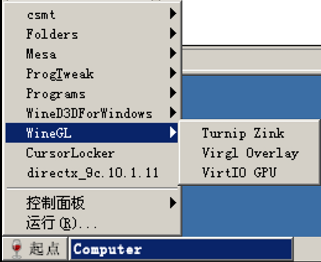 csmt
Folders
Mesa
ProgTweak
Programs
WineD3DForWindows
WineGL
Turnip Zink
CursorLocker
Virgl Overlay
directx_9c.10.1.11
VirtIO GPU
控制面板
运行(R)...
起点 Computer